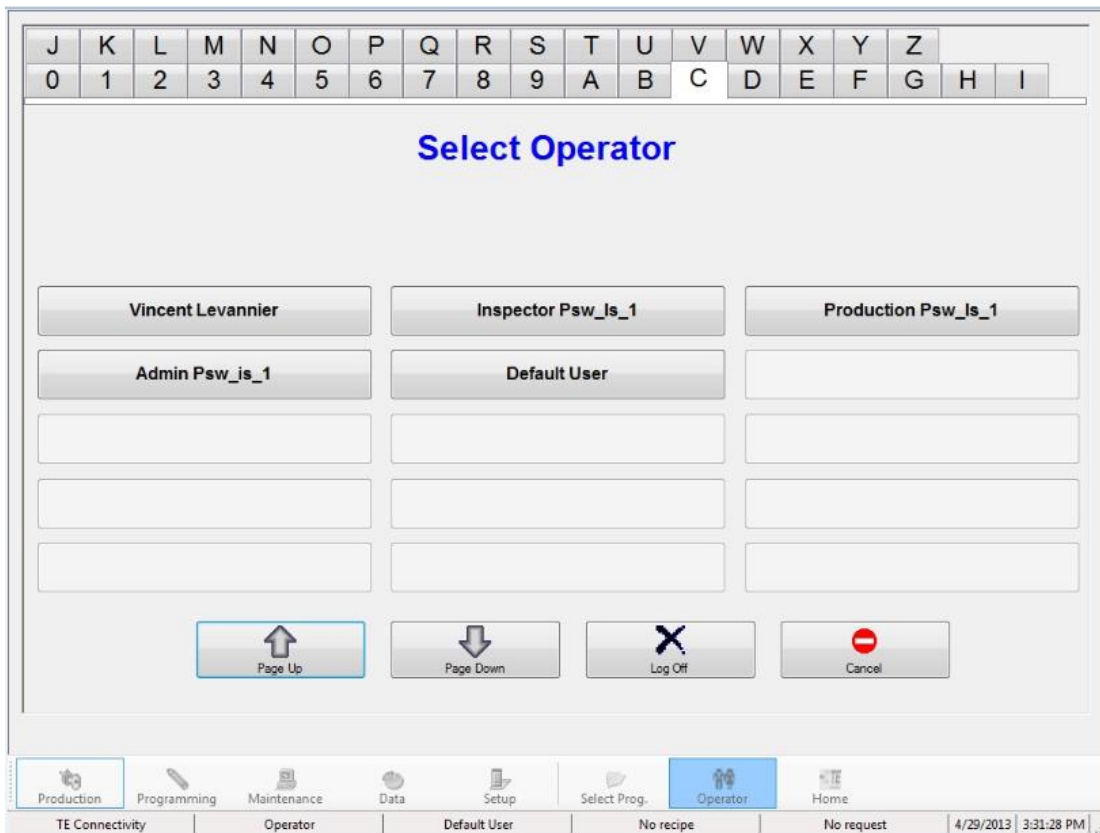 J K L M N O P Q R S T U V W X Y Z
0 1 2 3 4 5 6 7 8 9 A B C D E F G H I
Select Operator
Vincent Levannier Inspector Psw_Is_1 Production Psw_Is_1
Admin Psw_is_1 Default User
Page Up Page Down Log Off Cancel
Production Programming Maintenance Data Setup Select Prog. Operator Home
TE Connectivity Operator Default User No recipe No request 4/29/2013 3:31:28 PM